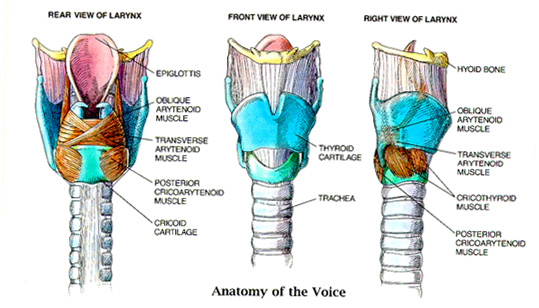 REAR VIEW OF LARYNX
EPIGLOTTIS
OBLIQUE
ARYTENOID
MUSCLE
TRANSVERSE
ARYTENOID
MUSCLE
POSTERIOR
CRICOARYTENOID
MUSCLE
CRICOID
CARTILAGE
FRONT VIEW OF LARYNX
THYROID
CARTILAGE
TRACHEA
RIGHT VIEW OF LARYNX
HYOID BONE
OBLIQUE
ARYTENOID
MUSCLE
TRANSVERSE
ARYTENOID
MUSCLE
CRICOTHYROID
MUSCLE
POSTERIOR
CRICOARYTENOID
MUSCLE
Anatomy of the Voice